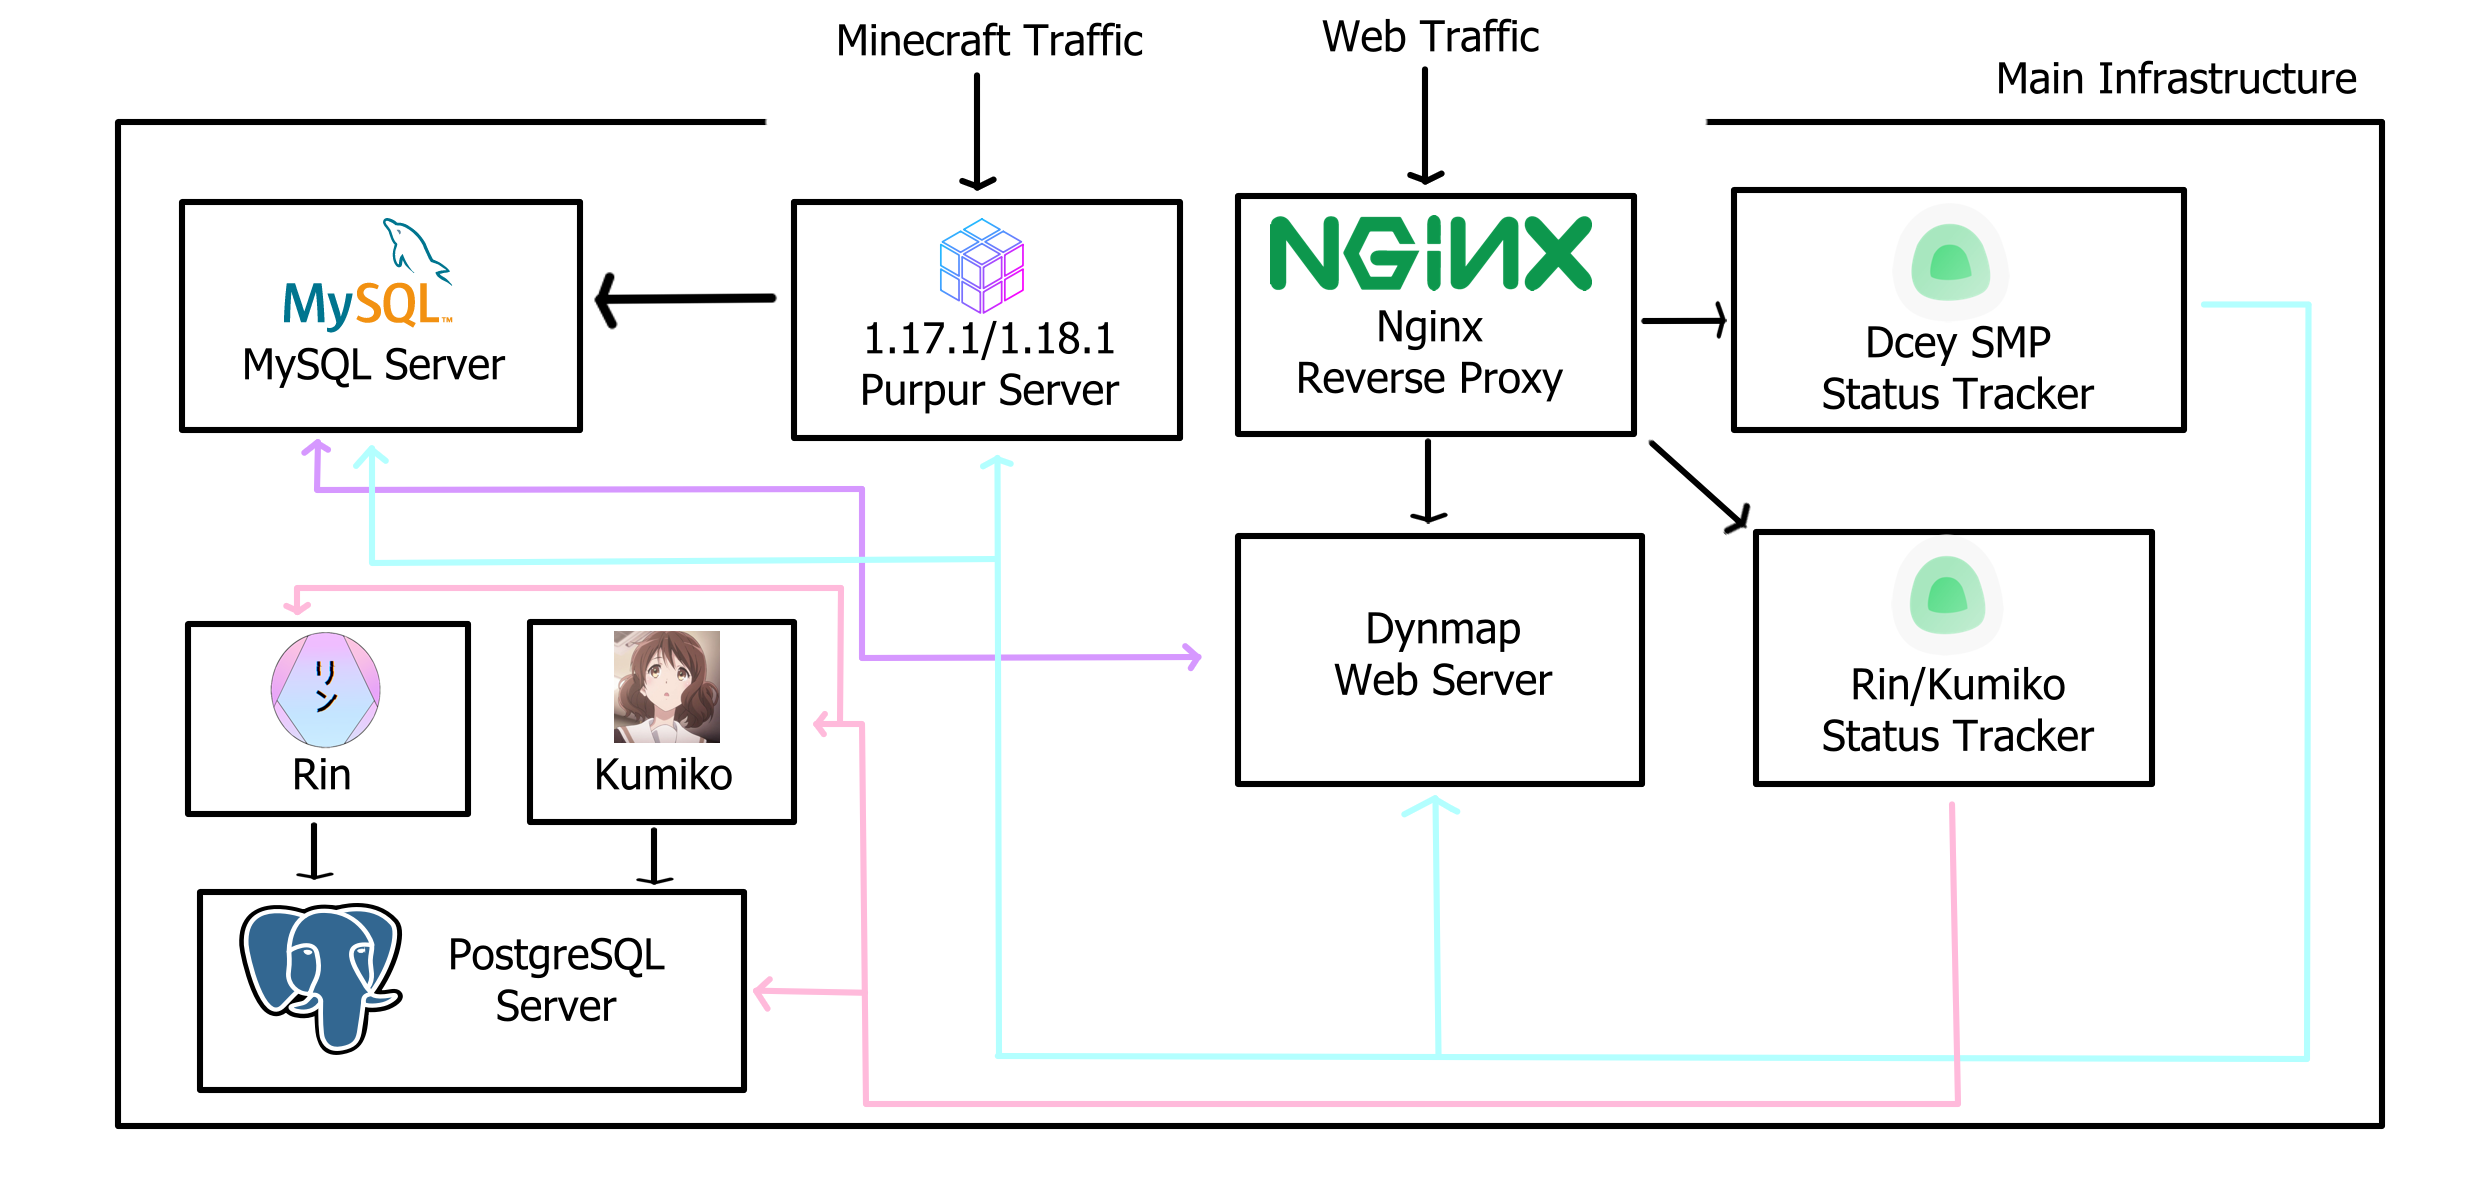 Minecraft Traffic
Web Traffic
Main Infrastructure
MySQL™
MySQL Server
1.17.1/1.18.1
Purpur Server
NGiNX
Nginx
Reverse Proxy
Dcey SMP
Status Tracker
リン
Rin
Kumiko
Dynmap
Web Server
Rin/Kumiko
Status Tracker
PostgreSQL
Server